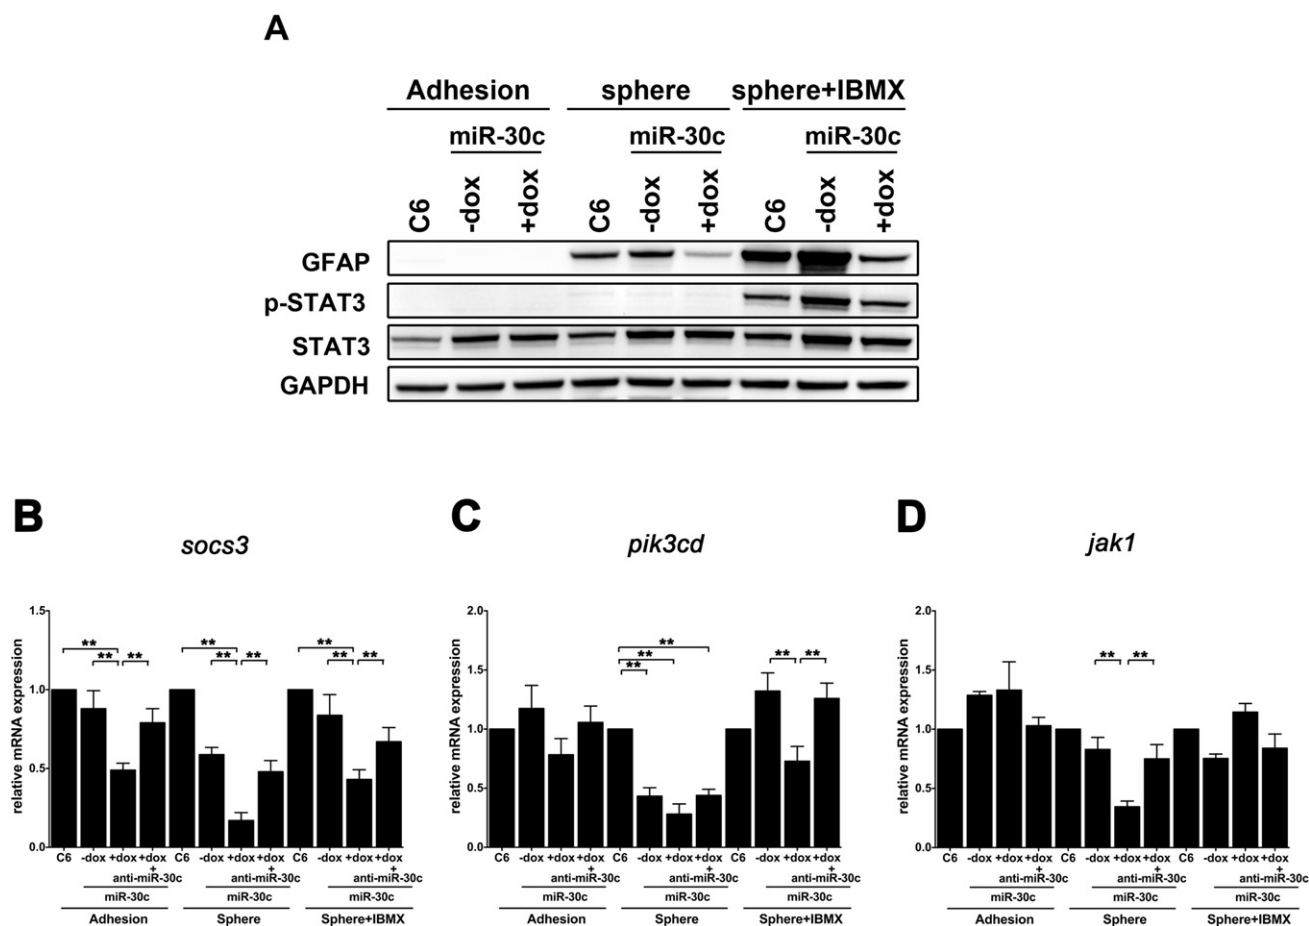 A
Adhesion sphere sphere+IBMX
miR-30c miR-30c miR-30c
C6 -dox +dox C6 -dox +dox C6 -dox +dox
GFAP
p-STAT3
STAT3
GAPDH
B
socs3
relative mRNA expression
1.5
1.0
0.5
0.0
** ** **
** ** ** ** ** **
C6 -dox +dox +dox C6 -dox +dox +dox C6 -dox +dox +dox
+ + +
anti-miR-30c anti-miR-30c anti-miR-30c
miR-30c miR-30c miR-30c
Adhesion Sphere Sphere+IBMX
C
pik3cd
relative mRNA expression
2.0
1.5
1.0
0.5
0.0
**
** ** **
**
C6 -dox +dox +dox C6 -dox +dox +dox C6 -dox +dox +dox
+ + +
anti-miR-30c anti-miR-30c anti-miR-30c
miR-30c miR-30c miR-30c
Adhesion Sphere Sphere+IBMX
D
jak1
relative mRNA expression
2.0
1.5
1.0
0.5
0.0
** **
C6 -dox +dox +dox C6 -dox +dox +dox C6 -dox +dox +dox
+ + +
anti-miR-30c anti-miR-30c anti-miR-30c
miR-30c miR-30c miR-30c
Adhesion Sphere Sphere+IBMX